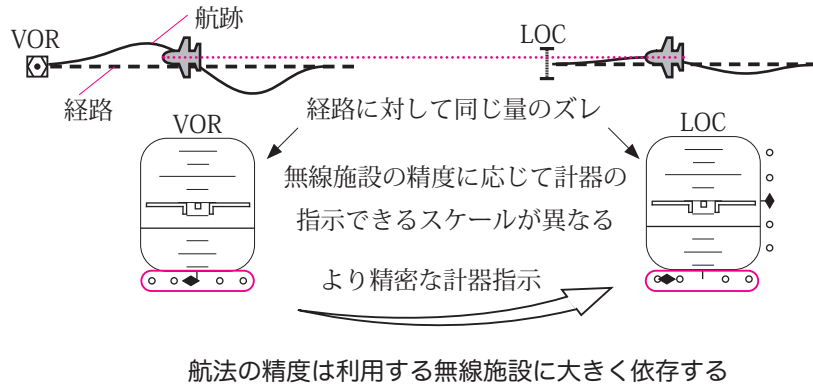 航跡
VOR
LOC
経路
経路に対して同じ量のズレ
VOR
LOC
無線施設の精度に応じて計器の
指示できるスケールが異なる
より精密な計器指示
航法の精度は利用する無線施設に大きく依存する